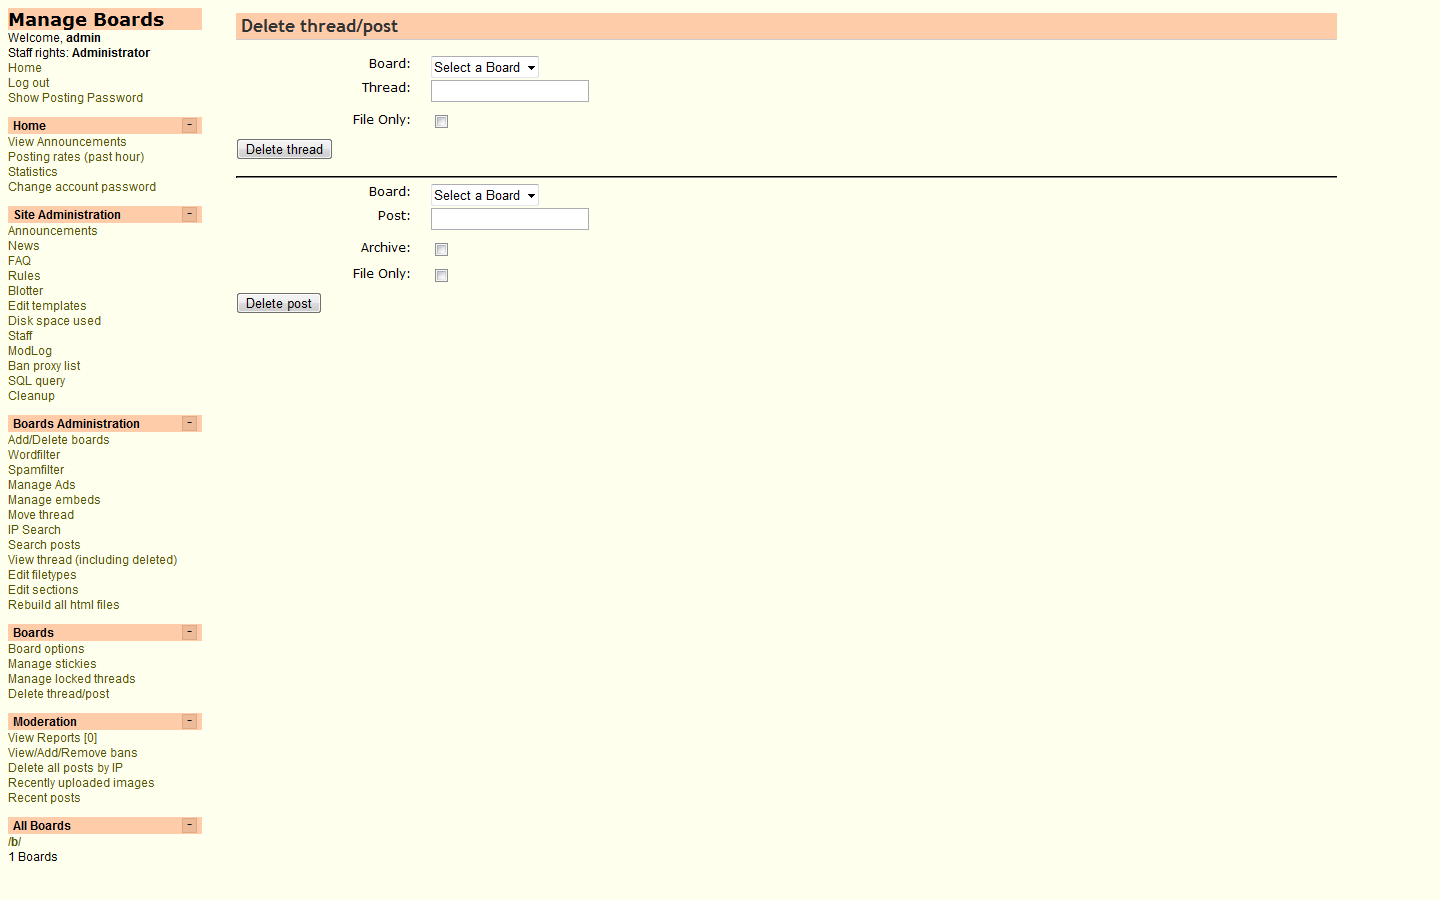 Manage Boards
Welcome, admin
Staff rights: Administrator
Home
Log out
Show Posting Password
Home -
View Announcements
Posting rates (past hour)
Statistics
Change account password
Site Administration -
Announcements
News
FAQ
Rules
Blotter
Edit templates
Disk space used
Staff
ModLog
Ban proxy list
SQL query
Cleanup
Boards Administration -
Add/Delete boards
Wordfilter
Spamfilter
Manage Ads
Manage embeds
Move thread
IP Search
Search posts
View thread (including deleted)
Edit filetypes
Edit sections
Rebuild all html files
Boards -
Board options
Manage stickies
Manage locked threads
Delete thread/post
Moderation -
View Reports [0]
View/Add/Remove bans
Delete all posts by IP
Recently uploaded images
Recent posts
All Boards -
/b/
1 Boards
Delete thread/post
Board: Select a Board
Thread:
File Only:
Delete thread
Board: Select a Board
Post:
Archive:
File Only:
Delete post